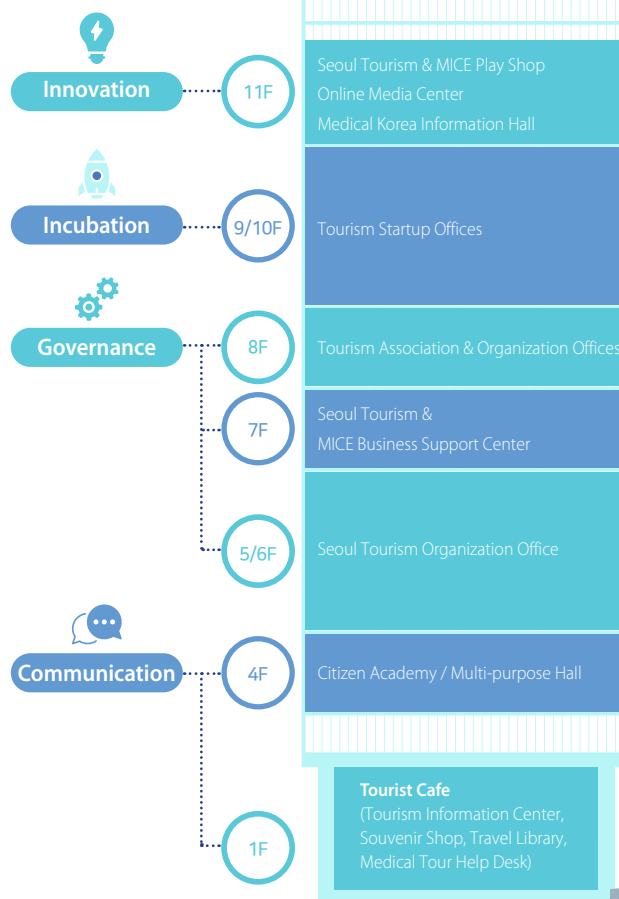 Innovation
11F
Seoul Tourism & MICE Play Shop
Online Media Center
Medical Korea Information Hall
Incubation
9/10F
Tourism Startup Offices
Governance
8F
Tourism Association & Organization Offices
7F
Seoul Tourism &
MICE Business Support Center
5/6F
Seoul Tourism Organization Office
Communication
4F
Citizen Academy / Multi-purpose Hall
1F
Tourist Cafe
(Tourism Information Center,
Souvenir Shop, Travel Library,
Medical Tour Help Desk)